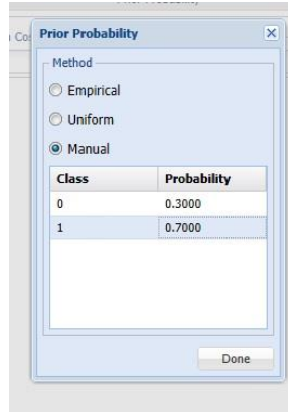 Prior Probability
Method
Empirical
Uniform
Manual
Class Probability
0 0.3000
1 0.7000
Done